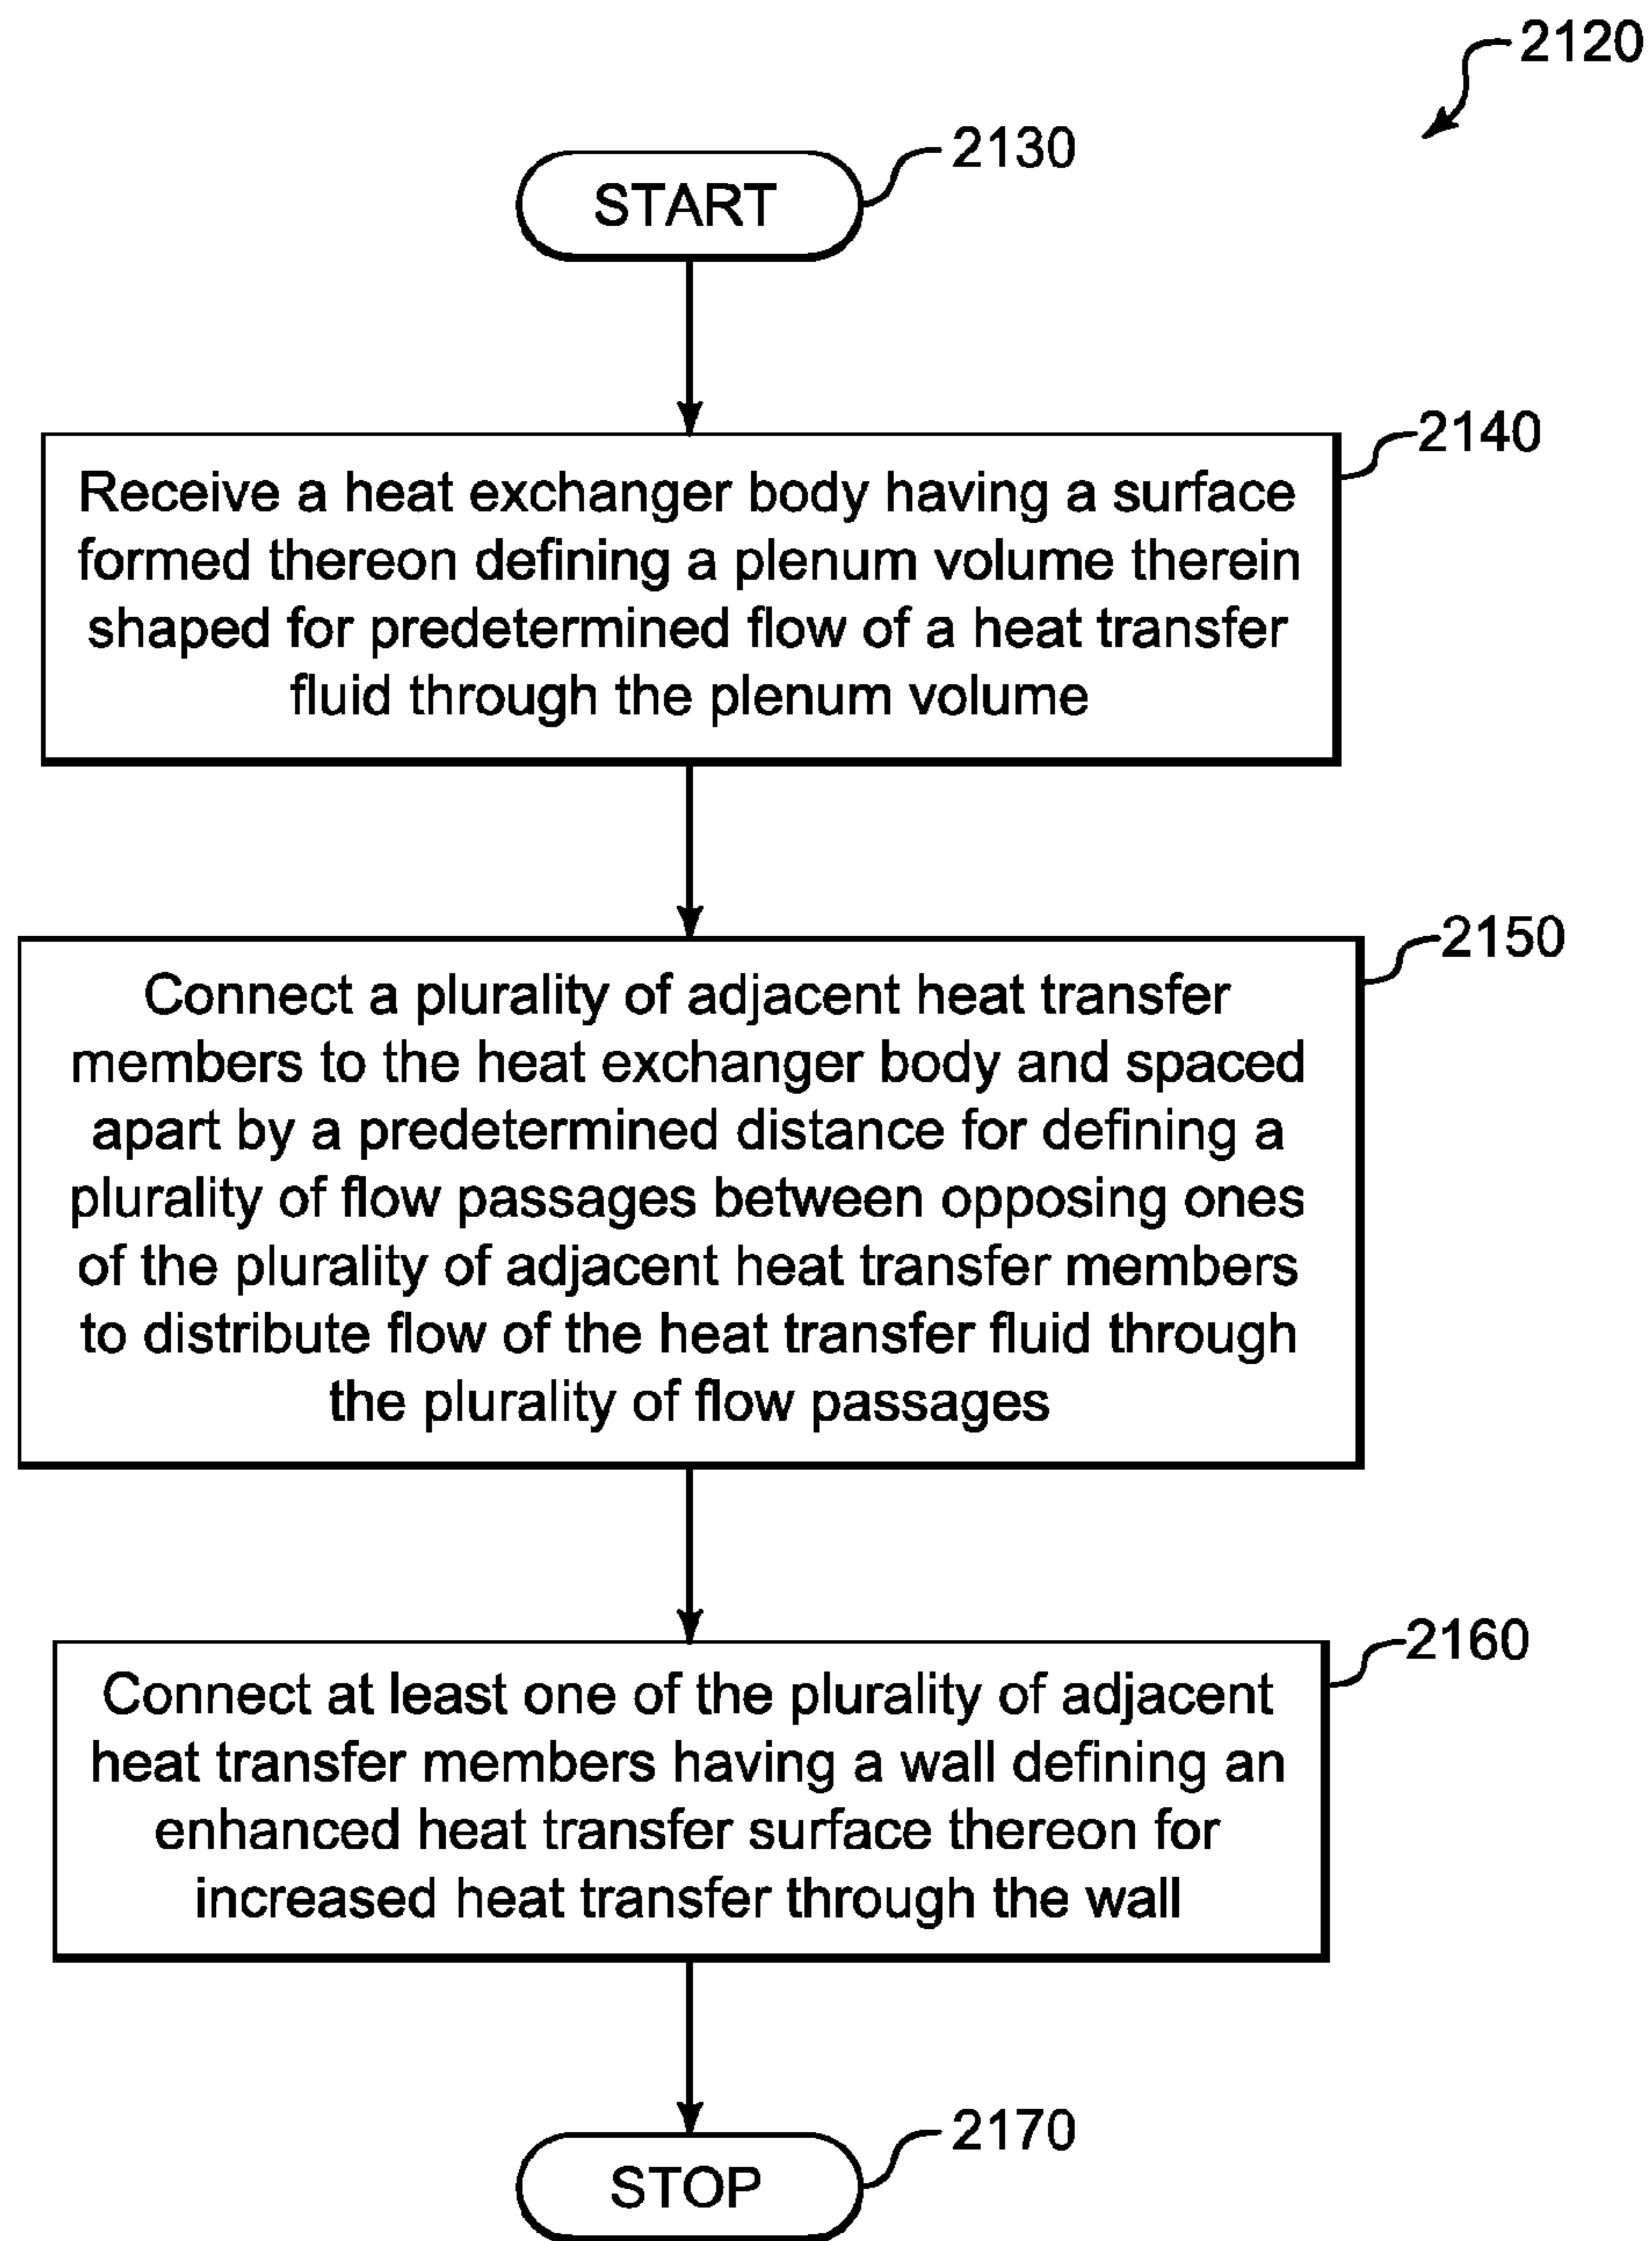 2120
2130
START
2140
Receive a heat exchanger body having a surface
formed thereon defining a plenum volume therein
shaped for predetermined flow of a heat transfer
fluid through the plenum volume
2150
Connect a plurality of adjacent heat transfer
members to the heat exchanger body and spaced
apart by a predetermined distance for defining a
plurality of flow passages between opposing ones
of the plurality of adjacent heat transfer members
to distribute flow of the heat transfer fluid through
the plurality of flow passages
2160
Connect at least one of the plurality of adjacent
heat transfer members having a wall defining an
enhanced heat transfer surface thereon for
increased heat transfer through the wall
2170
STOP